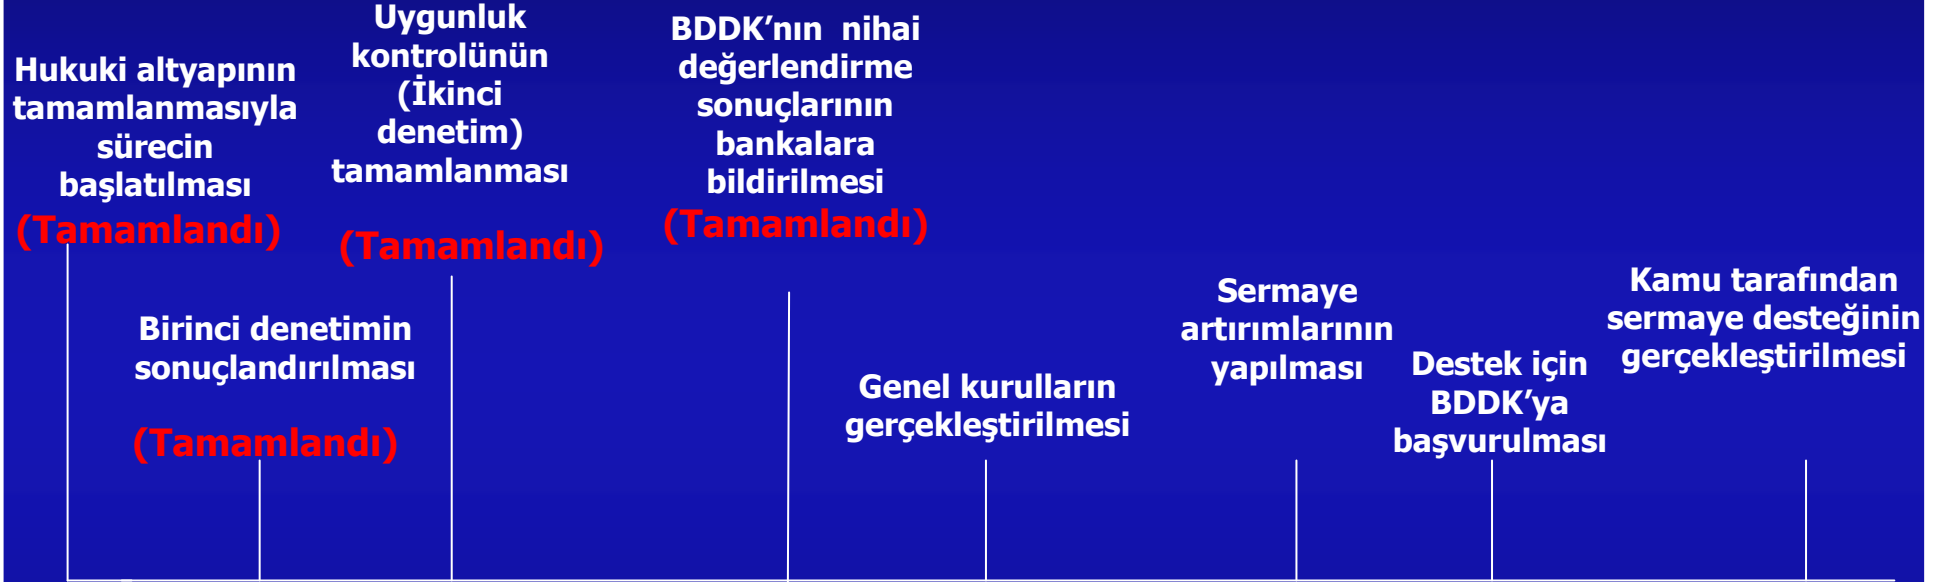 Hukuki altyapının
tamamlanmasıyla
sürecin
başlatılması
(Tamamlandı)
Birinci denetimin
sonuçlandırılması
(Tamamlandı)
Uygunluk
kontrolünün
(İkinci
denetim)
tamamlanması
(Tamamlandı)
BDDK’nın nihai
değerlendirme
sonuçlarının
bankalara
bildirilmesi
(Tamamlandı)
Genel kurulların
gerçekleştirilmesi
Sermaye
artırımlarının
yapılması
Destek için
BDDK’ya
başvurulması
Kamu tarafından
sermaye desteğinin
gerçekleştirilmesi